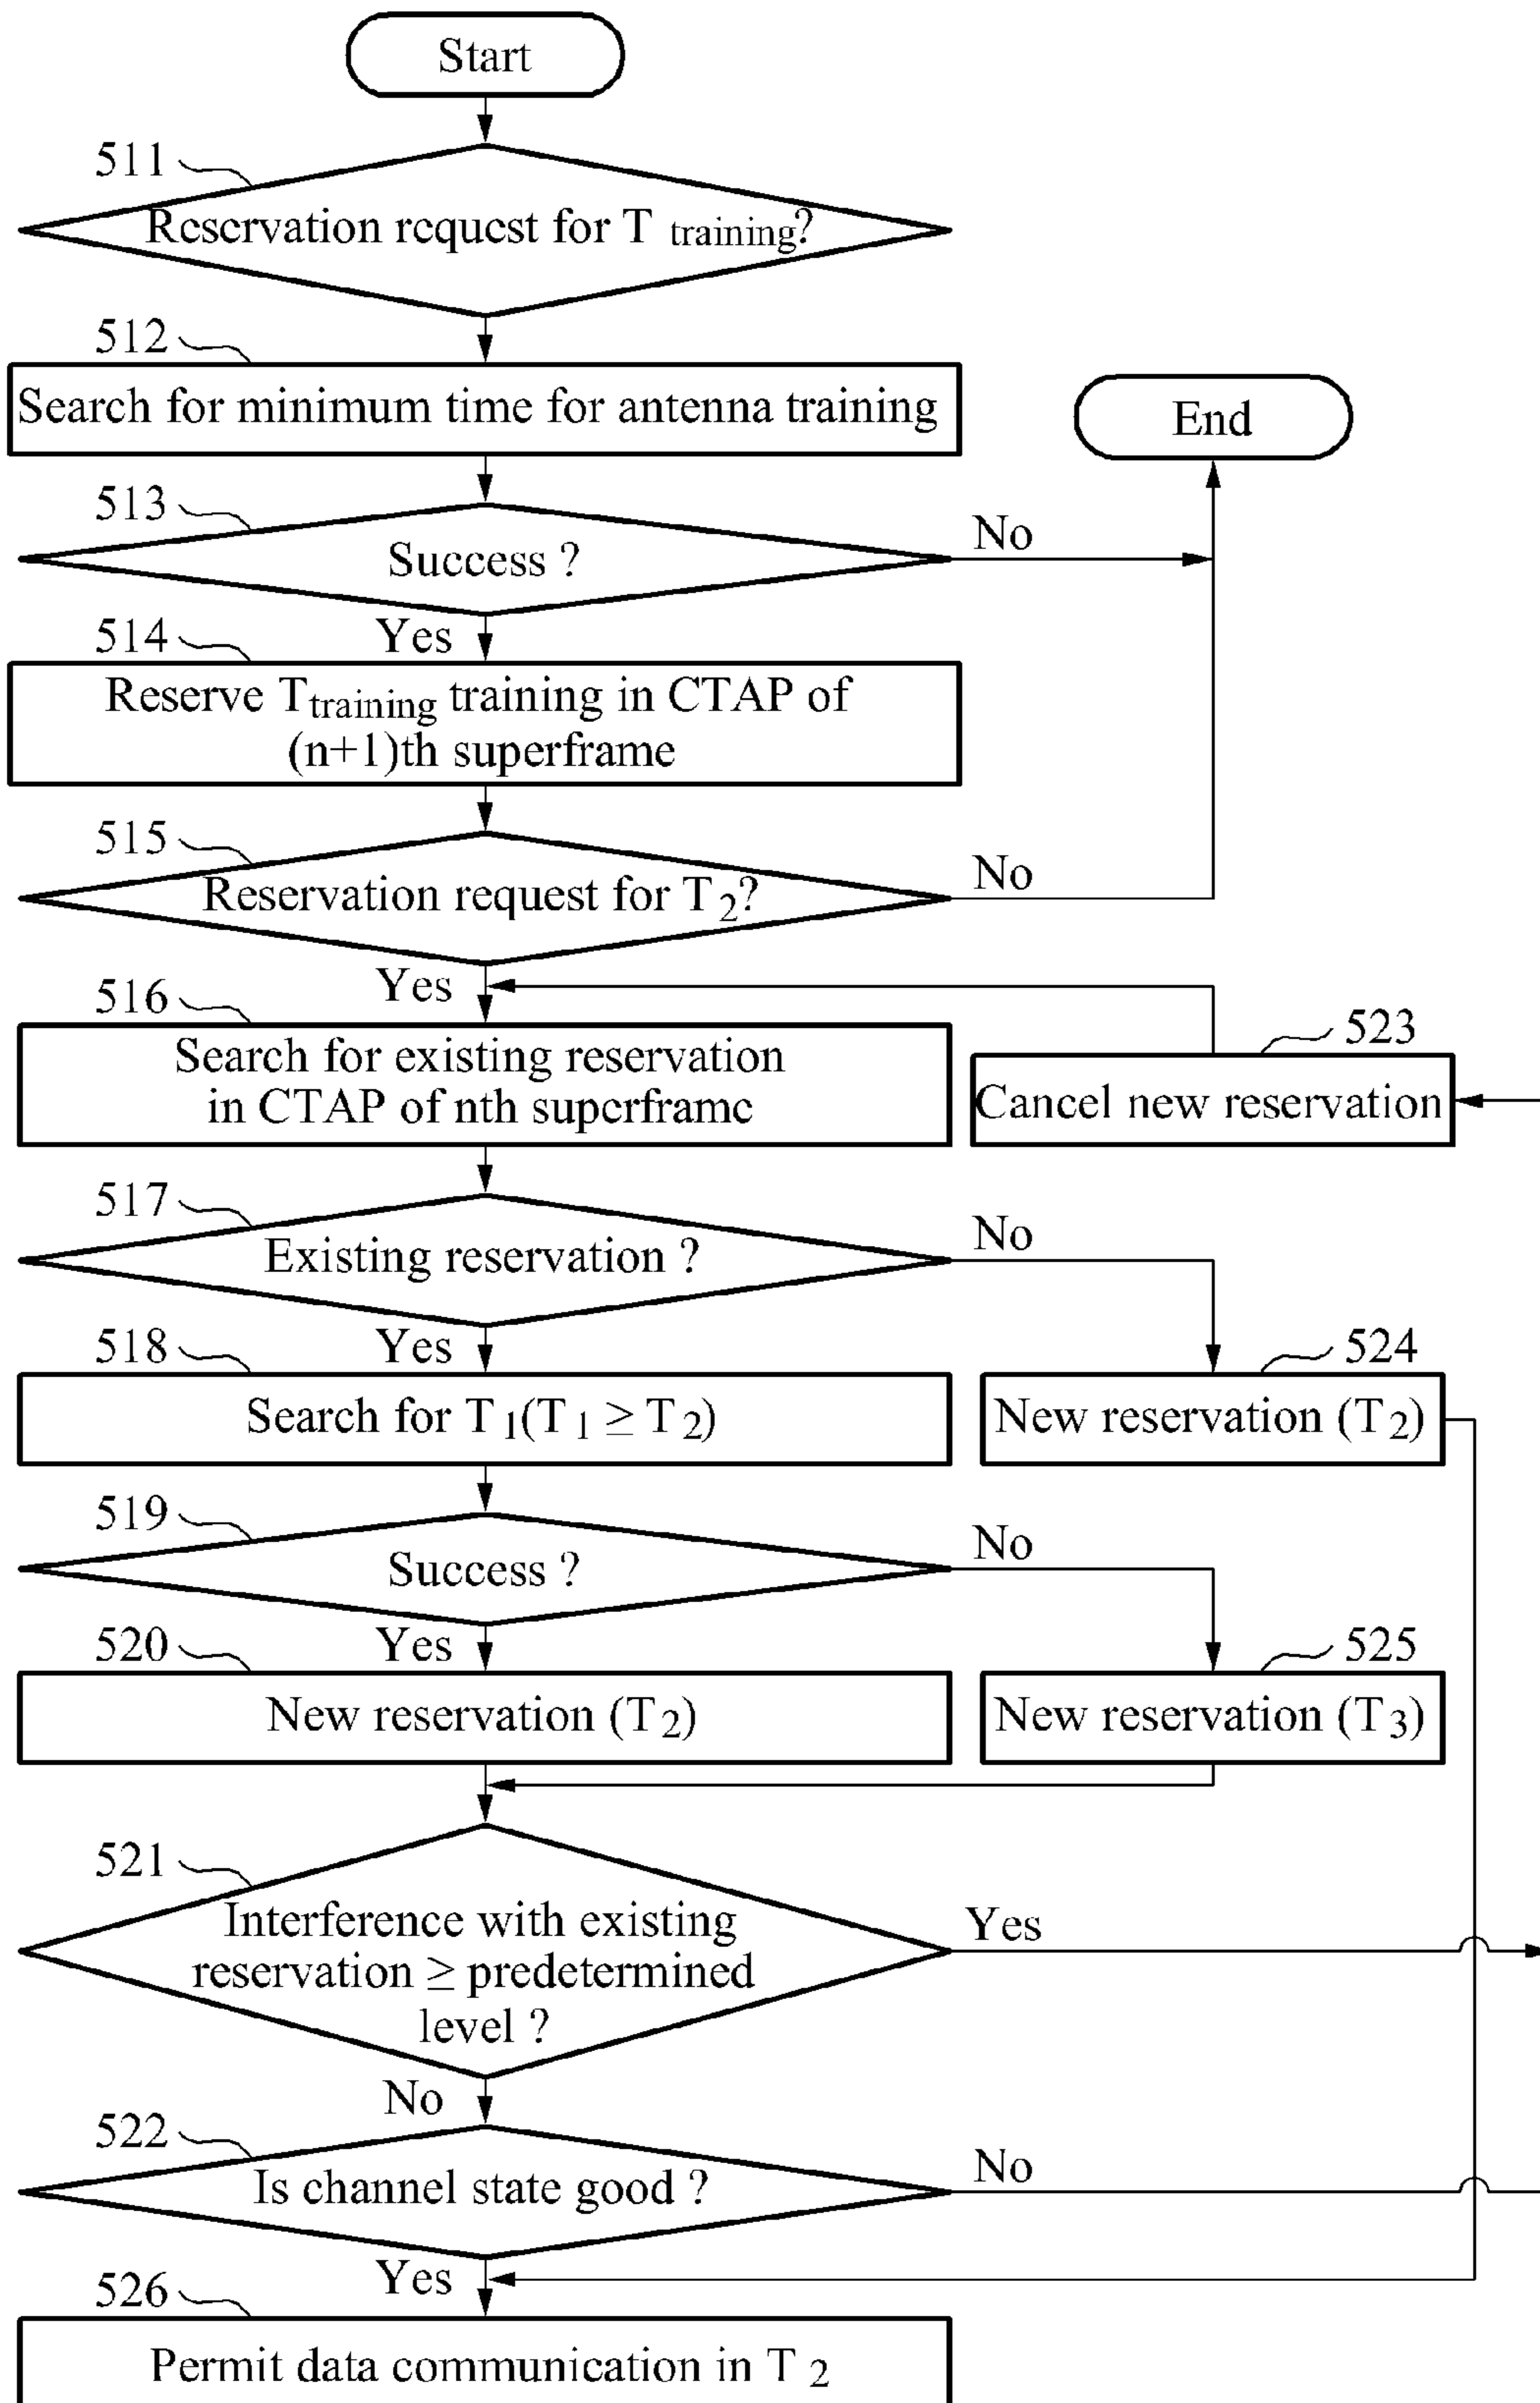 Start
511
Reservation request for T training?
512
Search for minimum time for antenna training
End
513
Success ?
No
Yes
514
Reserve Ttraining training in CTAP of
(n+1)th superframe
515
Reservation request for T2?
No
Yes
516
Search for existing reservation
in CTAP of nth superframe
523
Cancel new reservation
517
Existing reservation ?
No
Yes
518
Search for T1(T1 ≥ T2)
524
New reservation (T2)
519
Success ?
No
Yes
520
New reservation (T2)
525
New reservation (T3)
521
Interference with existing
reservation ≥ predetermined
level ?
Yes
No
522
Is channel state good ?
No
Yes
526
Permit data communication in T2